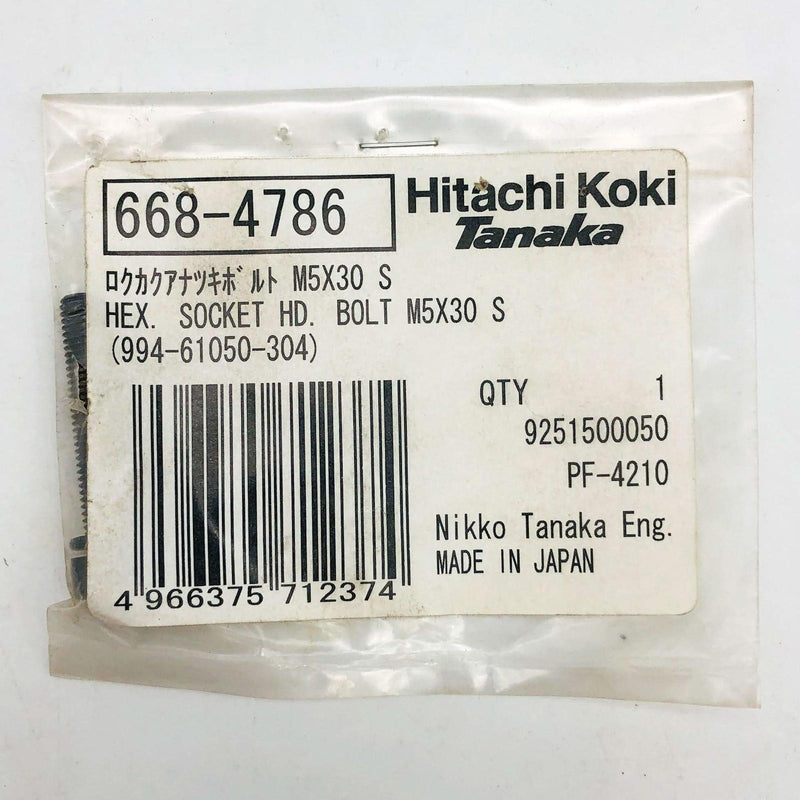 668-4786
Hitachi Koki
Tanaka
ﾛｸｶｸｱﾅﾂｷﾎﾞﾙﾄ M5X30 S
HEX. SOCKET HD. BOLT M5X30 S
(994-61050-304)
QTY 1
9251500050
PF-4210
Nikko Tanaka Eng.
MADE IN JAPAN
4 966375 712374